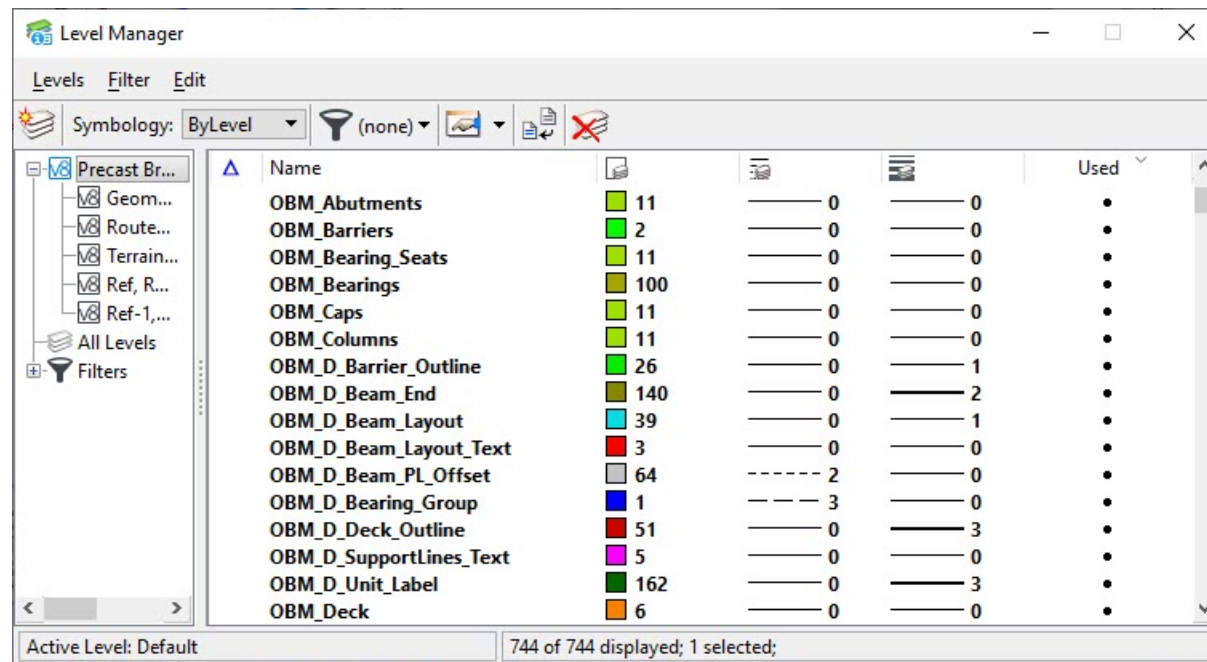 Level Manager
Levels Filter Edit
Symbology: ByLevel (none)
Precast Br...
Geom...
Route...
Terrain...
Ref, R...
Ref-1,...
All Levels
Filters
Name Used
OBM_Abutments 11 0 0
OBM_Barriers 2 0 0
OBM_Bearing_Seats 11 0 0
OBM_Bearings 100 0 0
OBM_Caps 11 0 0
OBM_Columns 11 0 0
OBM_D_Barrier_Outline 26 0 1
OBM_D_Beam_End 140 0 2
OBM_D_Beam_Layout 39 0 1
OBM_D_Beam_Layout_Text 3 0 0
OBM_D_Beam_PL_Offset 64 2 0
OBM_D_Bearing_Group 1 3 0
OBM_D_Deck_Outline 51 0 3
OBM_D_SupportLines_Text 5 0 0
OBM_D_Unit_Label 162 0 3
OBM_Deck 6 0 0
Active Level: Default 744 of 744 displayed; 1 selected;